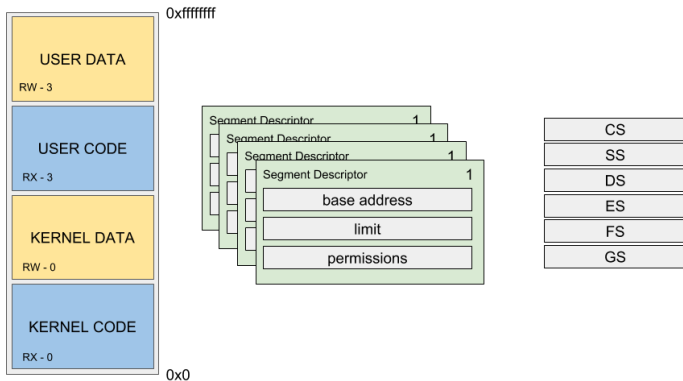 0xffffffff
USER DATA
RW - 3
USER CODE
RX - 3
KERNEL DATA
RW - 0
KERNEL CODE
RX - 0
0x0
Segment Descriptor 1
Segment Descriptor 1
Segment Descriptor 1
Segment Descriptor 1
base address
limit
permissions
CS
SS
DS
ES
FS
GS